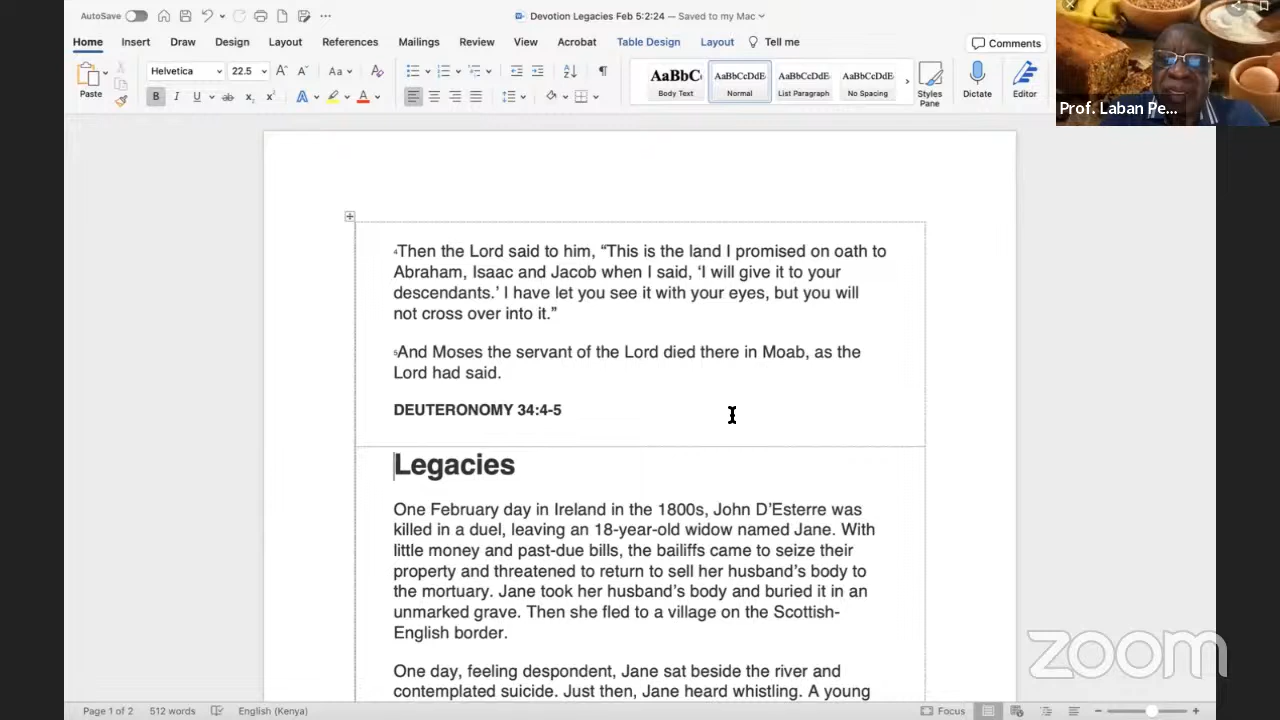 AutoSave
Devotion Legacies Feb 5:2:24 — Saved to my Mac
Home Insert Draw Design Layout References Mailings Review View Acrobat Table Design Layout Tell me
Comments
Paste
Helvetica 22.5
AaBbC AaBbCcDdE AaBbCcDdE AaBbCcDdE
Body Text Normal List Paragraph No Spacing
Styles Pane
Dictate
Editor
Prof. Laban Pe...
4Then the Lord said to him, “This is the land I promised on oath to
Abraham, Isaac and Jacob when I said, ‘I will give it to your
descendants.’ I have let you see it with your eyes, but you will
not cross over into it.”
5And Moses the servant of the Lord died there in Moab, as the
Lord had said.
DEUTERONOMY 34:4-5
Legacies
One February day in Ireland in the 1800s, John D’Esterre was
killed in a duel, leaving an 18-year-old widow named Jane. With
little money and past-due bills, the bailiffs came to seize their
property and threatened to return to sell her husband’s body to
the mortuary. Jane took her husband’s body and buried it in an
unmarked grave. Then she fled to a village on the Scottish-
English border.
One day, feeling despondent, Jane sat beside the river and
contemplated suicide. Just then, Jane heard whistling. A young
zoom
Page 1 of 2 512 words English (Kenya) Focus